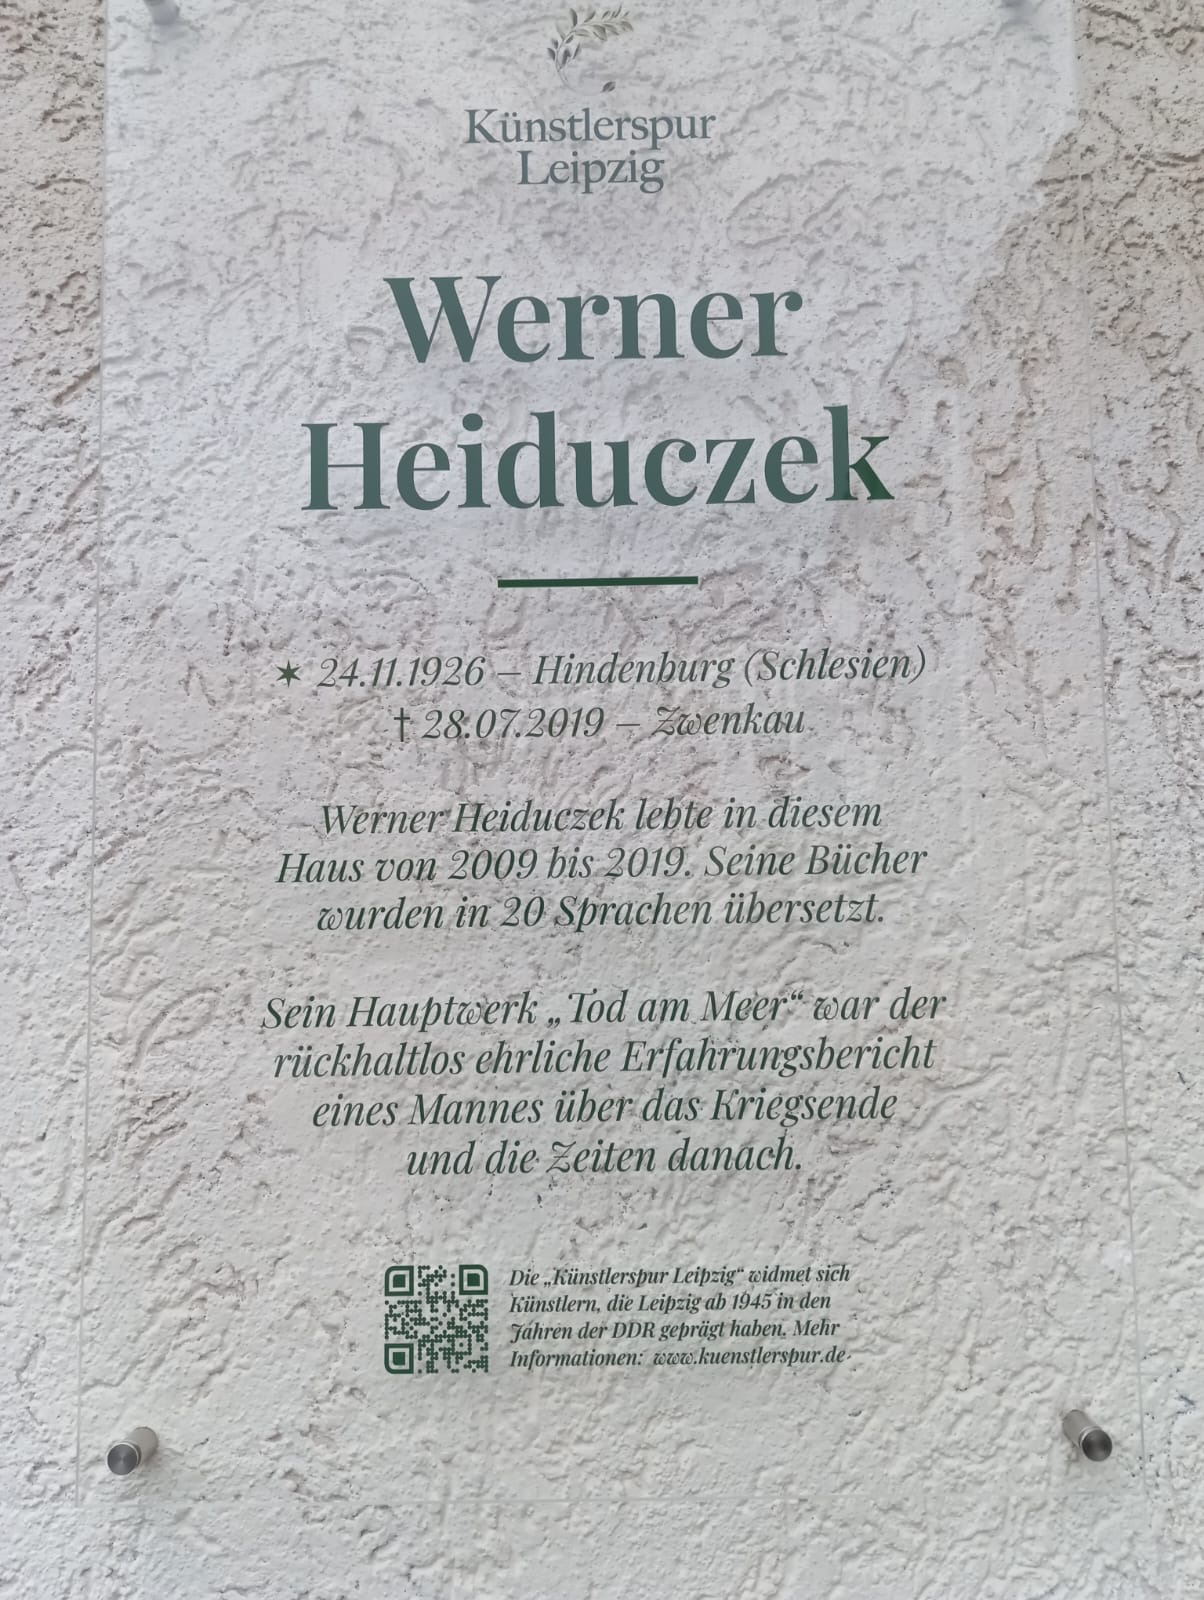 Künstlerspur
Leipzig
Werner
Heiduczek
✶ 24.11.1926 – Hindenburg (Schlesien)
† 28.07.2019 – Zwenkau
Werner Heiduczek lebte in diesem
Haus von 2009 bis 2019. Seine Bücher
wurden in 20 Sprachen übersetzt.
Sein Hauptwerk „Tod am Meer“ war der
rückhaltlos ehrliche Erfahrungsbericht
eines Mannes über das Kriegsende
und die Zeiten danach.
Die „Künstlerspur Leipzig“ widmet sich
Künstlern, die Leipzig ab 1945 in den
Jahren der DDR geprägt haben. Mehr
Informationen: www.kuenstlerspur.de